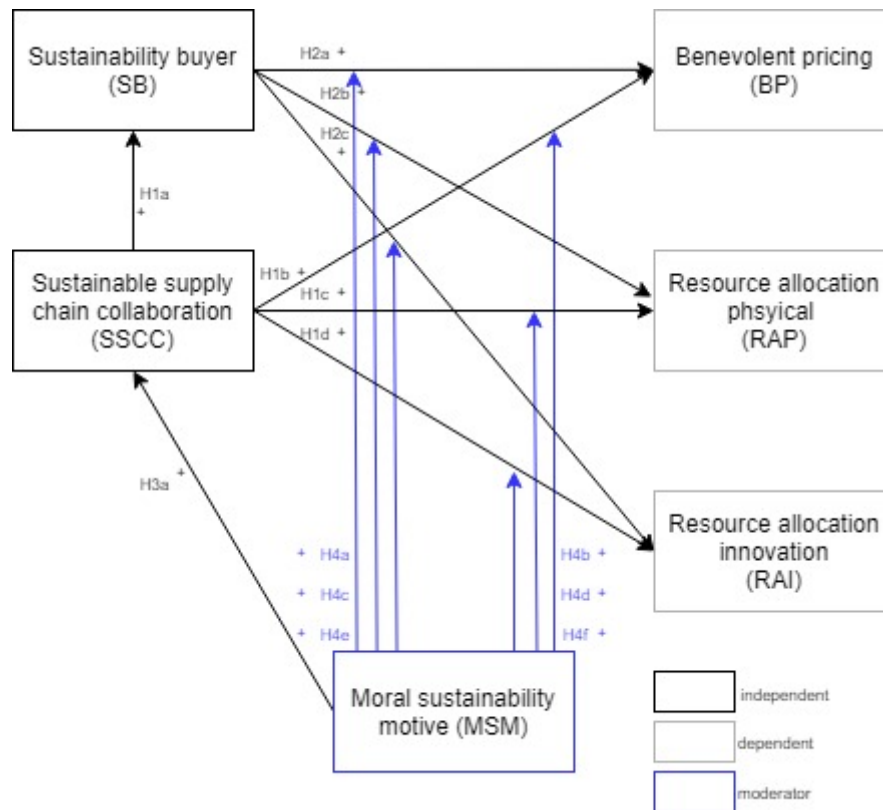 Sustainability buyer
(SB)
H2a +
Benevolent pricing
(BP)
H2b +
H2c
+
H1a
+
Sustainable supply
chain collaboration
(SSCC)
H1b +
H1c +
H1d +
Resource allocation
phsyical
(RAP)
H3a +
Resource allocation
innovation
(RAI)
+ H4a
H4b +
+ H4c
H4d +
+ H4e
H4f +
Moral sustainability
motive (MSM)
independent
dependent
moderator